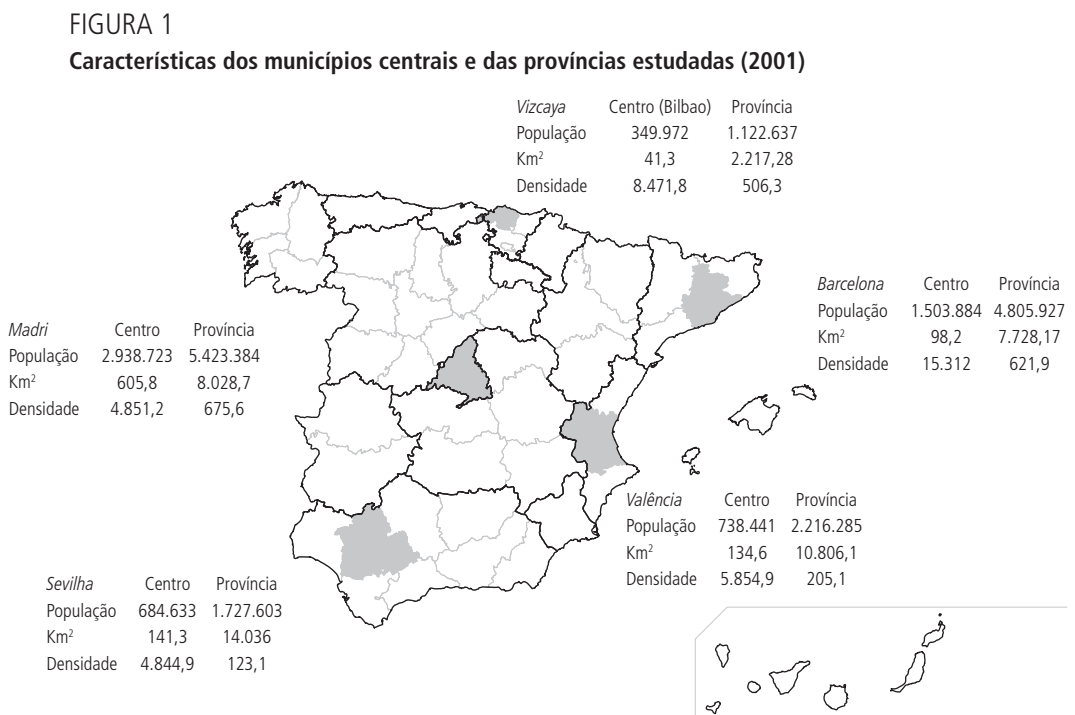 FIGURA 1
Características dos municípios centrais e das províncias estudadas (2001)
Vizcaya Centro (Bilbao) Província
População 349.972 1.122.637
Km² 41,3 2.217,28
Densidade 8.471,8 506,3
Barcelona Centro Província
População 1.503.884 4.805.927
Km² 98,2 7.728,17
Densidade 15.312 621,9
Madri Centro Província
População 2.938.723 5.423.384
Km² 605,8 8.028,7
Densidade 4.851,2 675,6
Valência Centro Província
População 738.441 2.216.285
Km² 134,6 10.806,1
Densidade 5.854,9 205,1
Sevilha Centro Província
População 684.633 1.727.603
Km² 141,3 14.036
Densidade 4.844,9 123,1